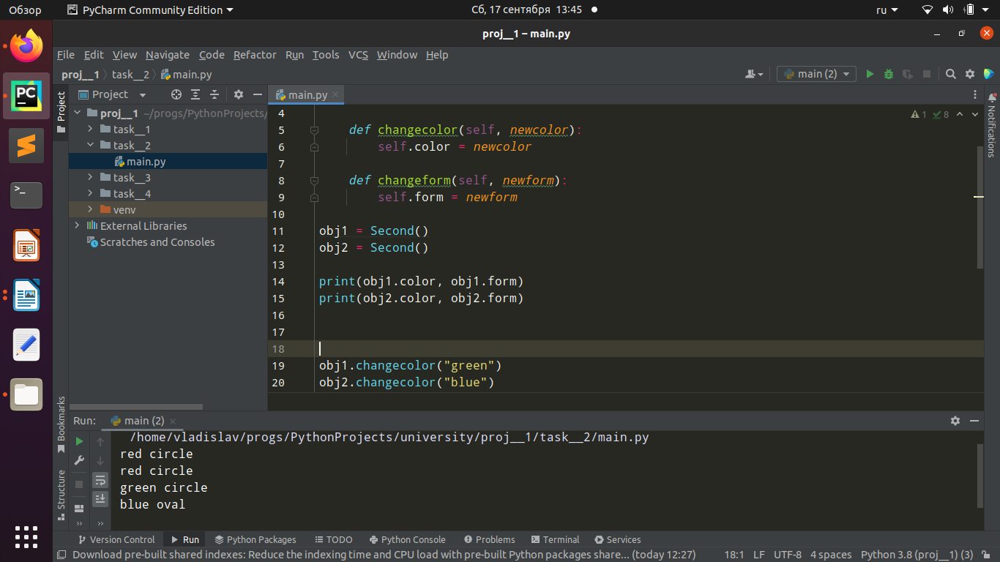 Обзор PyCharm Community Edition Сб, 17 сентября 13:45 ru
proj__1 – main.py
File Edit View Navigate Code Refactor Run Tools VCS Window Help
proj__1 task__2 main.py main (2)
Project
Project
main.py
proj__1 ~/progs/PythonProjects/
task__1
task__2
main.py
task__3
task__4
venv
External Libraries
Scratches and Consoles
1 8
4
5 def changecolor(self, newcolor):
6 self.color = newcolor
7
8 def changeform(self, newform):
9 self.form = newform
10
11 obj1 = Second()
12 obj2 = Second()
13
14 print(obj1.color, obj1.form)
15 print(obj2.color, obj2.form)
16
17
18
19 obj1.changecolor("green")
20 obj2.changecolor("blue")
Notifications
Bookmarks
Structure
Run: main (2)
/home/vladislav/progs/PythonProjects/university/proj__1/task__2/main.py
red circle
red circle
green circle
blue oval
Version Control Run Python Packages TODO Python Console Problems Terminal Services
Download pre-built shared indexes: Reduce the indexing time and CPU load with pre-built Python packages share... (today 12:27) 18:1 LF UTF-8 4 spaces Python 3.8 (proj__1) (3)